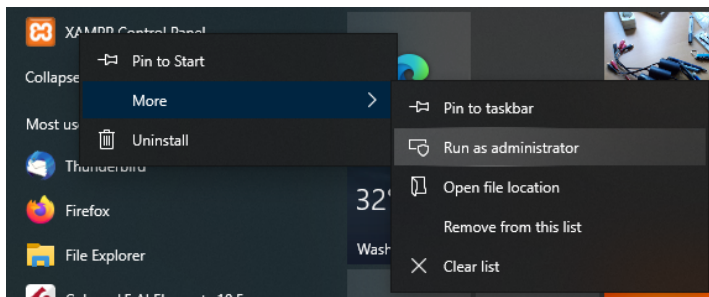 XAMPP Control Panel
Pin to Start
Collapse
More
Pin to taskbar
Most us
Uninstall
Run as administrator
Thunderbird
Open file location
32°
Firefox
Remove from this list
File Explorer
Wash
Clear list